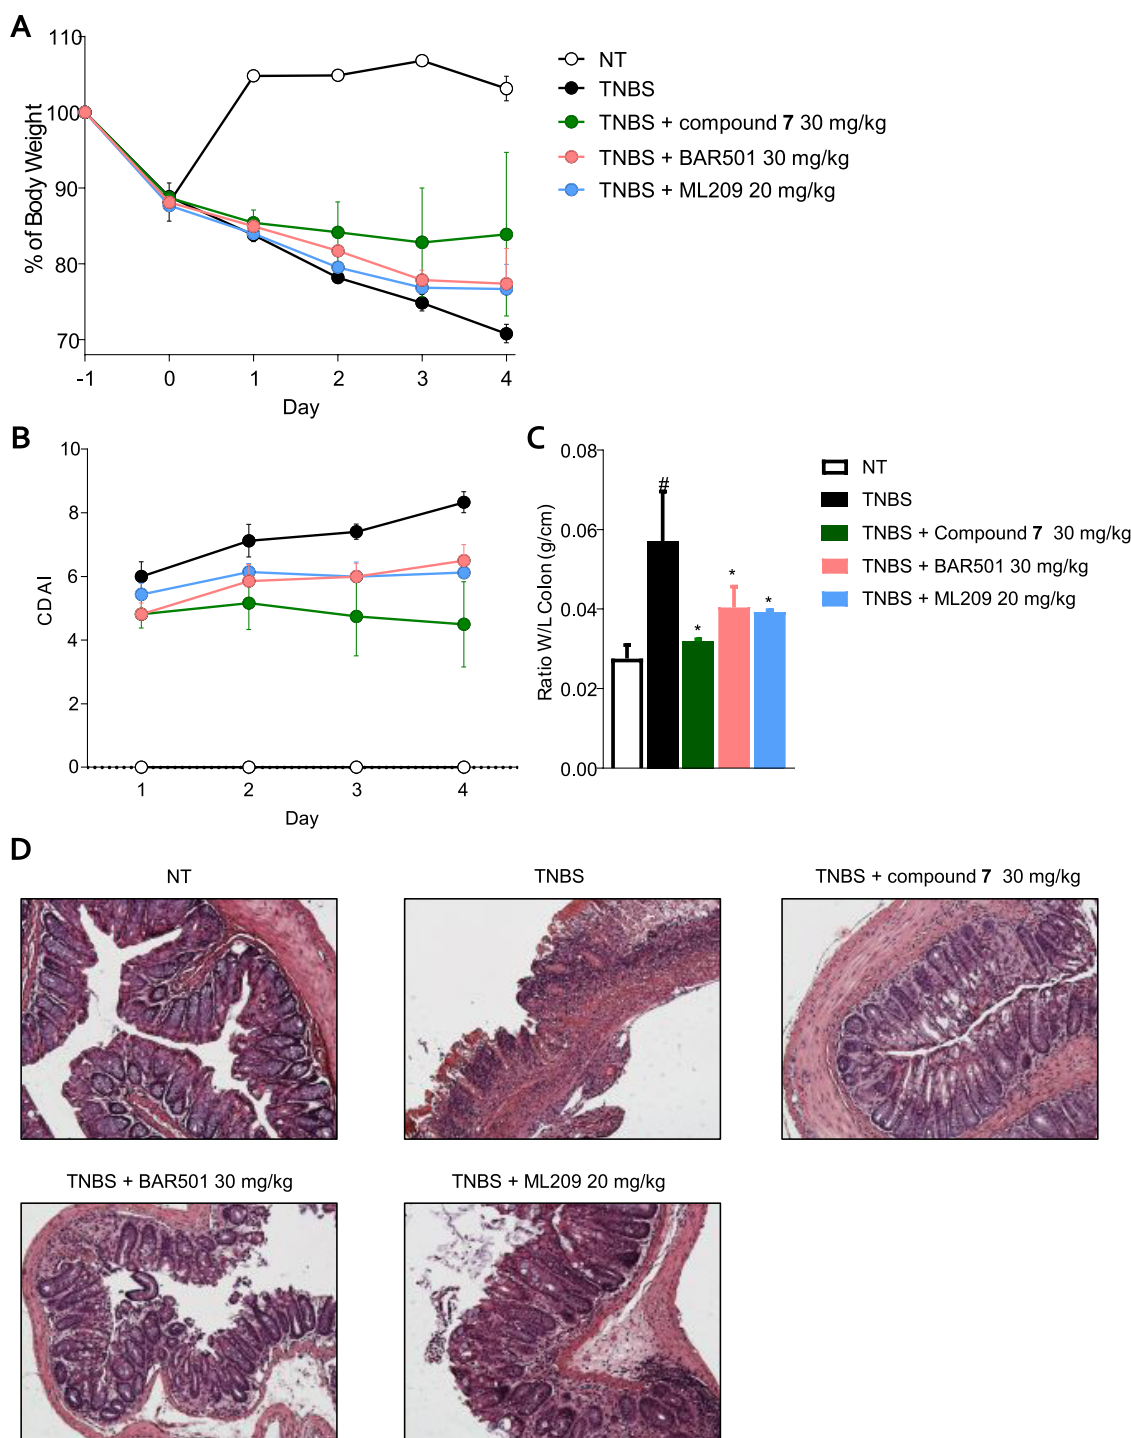 A
110
100
90
80
70
% of Body Weight
-1 0 1 2 3 4
Day
NT
TNBS
TNBS + compound 7 30 mg/kg
TNBS + BAR501 30 mg/kg
TNBS + ML209 20 mg/kg
B
10
8
6
4
2
0
CDAI
1 2 3 4
Day
C
0.08
0.06
0.04
0.02
0.00
Ratio W/L Colon (g/cm)
#
* * *
NT
TNBS
TNBS + Compound 7 30 mg/kg
TNBS + BAR501 30 mg/kg
TNBS + ML209 20 mg/kg
D
NT TNBS TNBS + compound 7 30 mg/kg
TNBS + BAR501 30 mg/kg TNBS + ML209 20 mg/kg